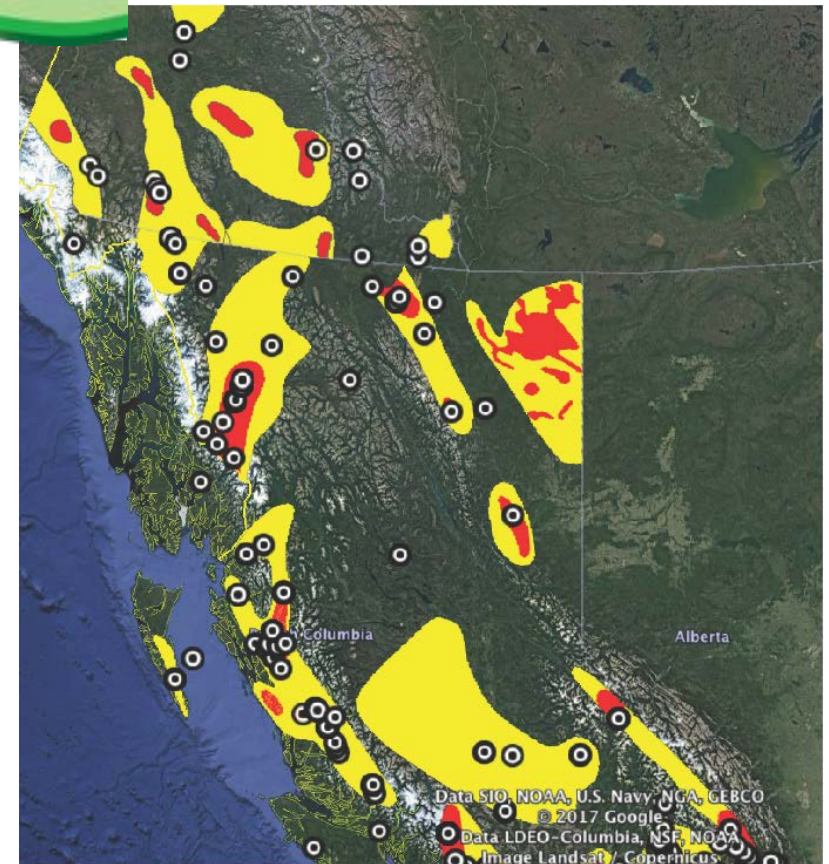 Columbia
Alberta
Data SIO, NOAA, U.S. Navy, NGA, GEBCO
© 2017 Google
Data LDEO-Columbia, NSF, NOAA
Image Landsat / Copernicus